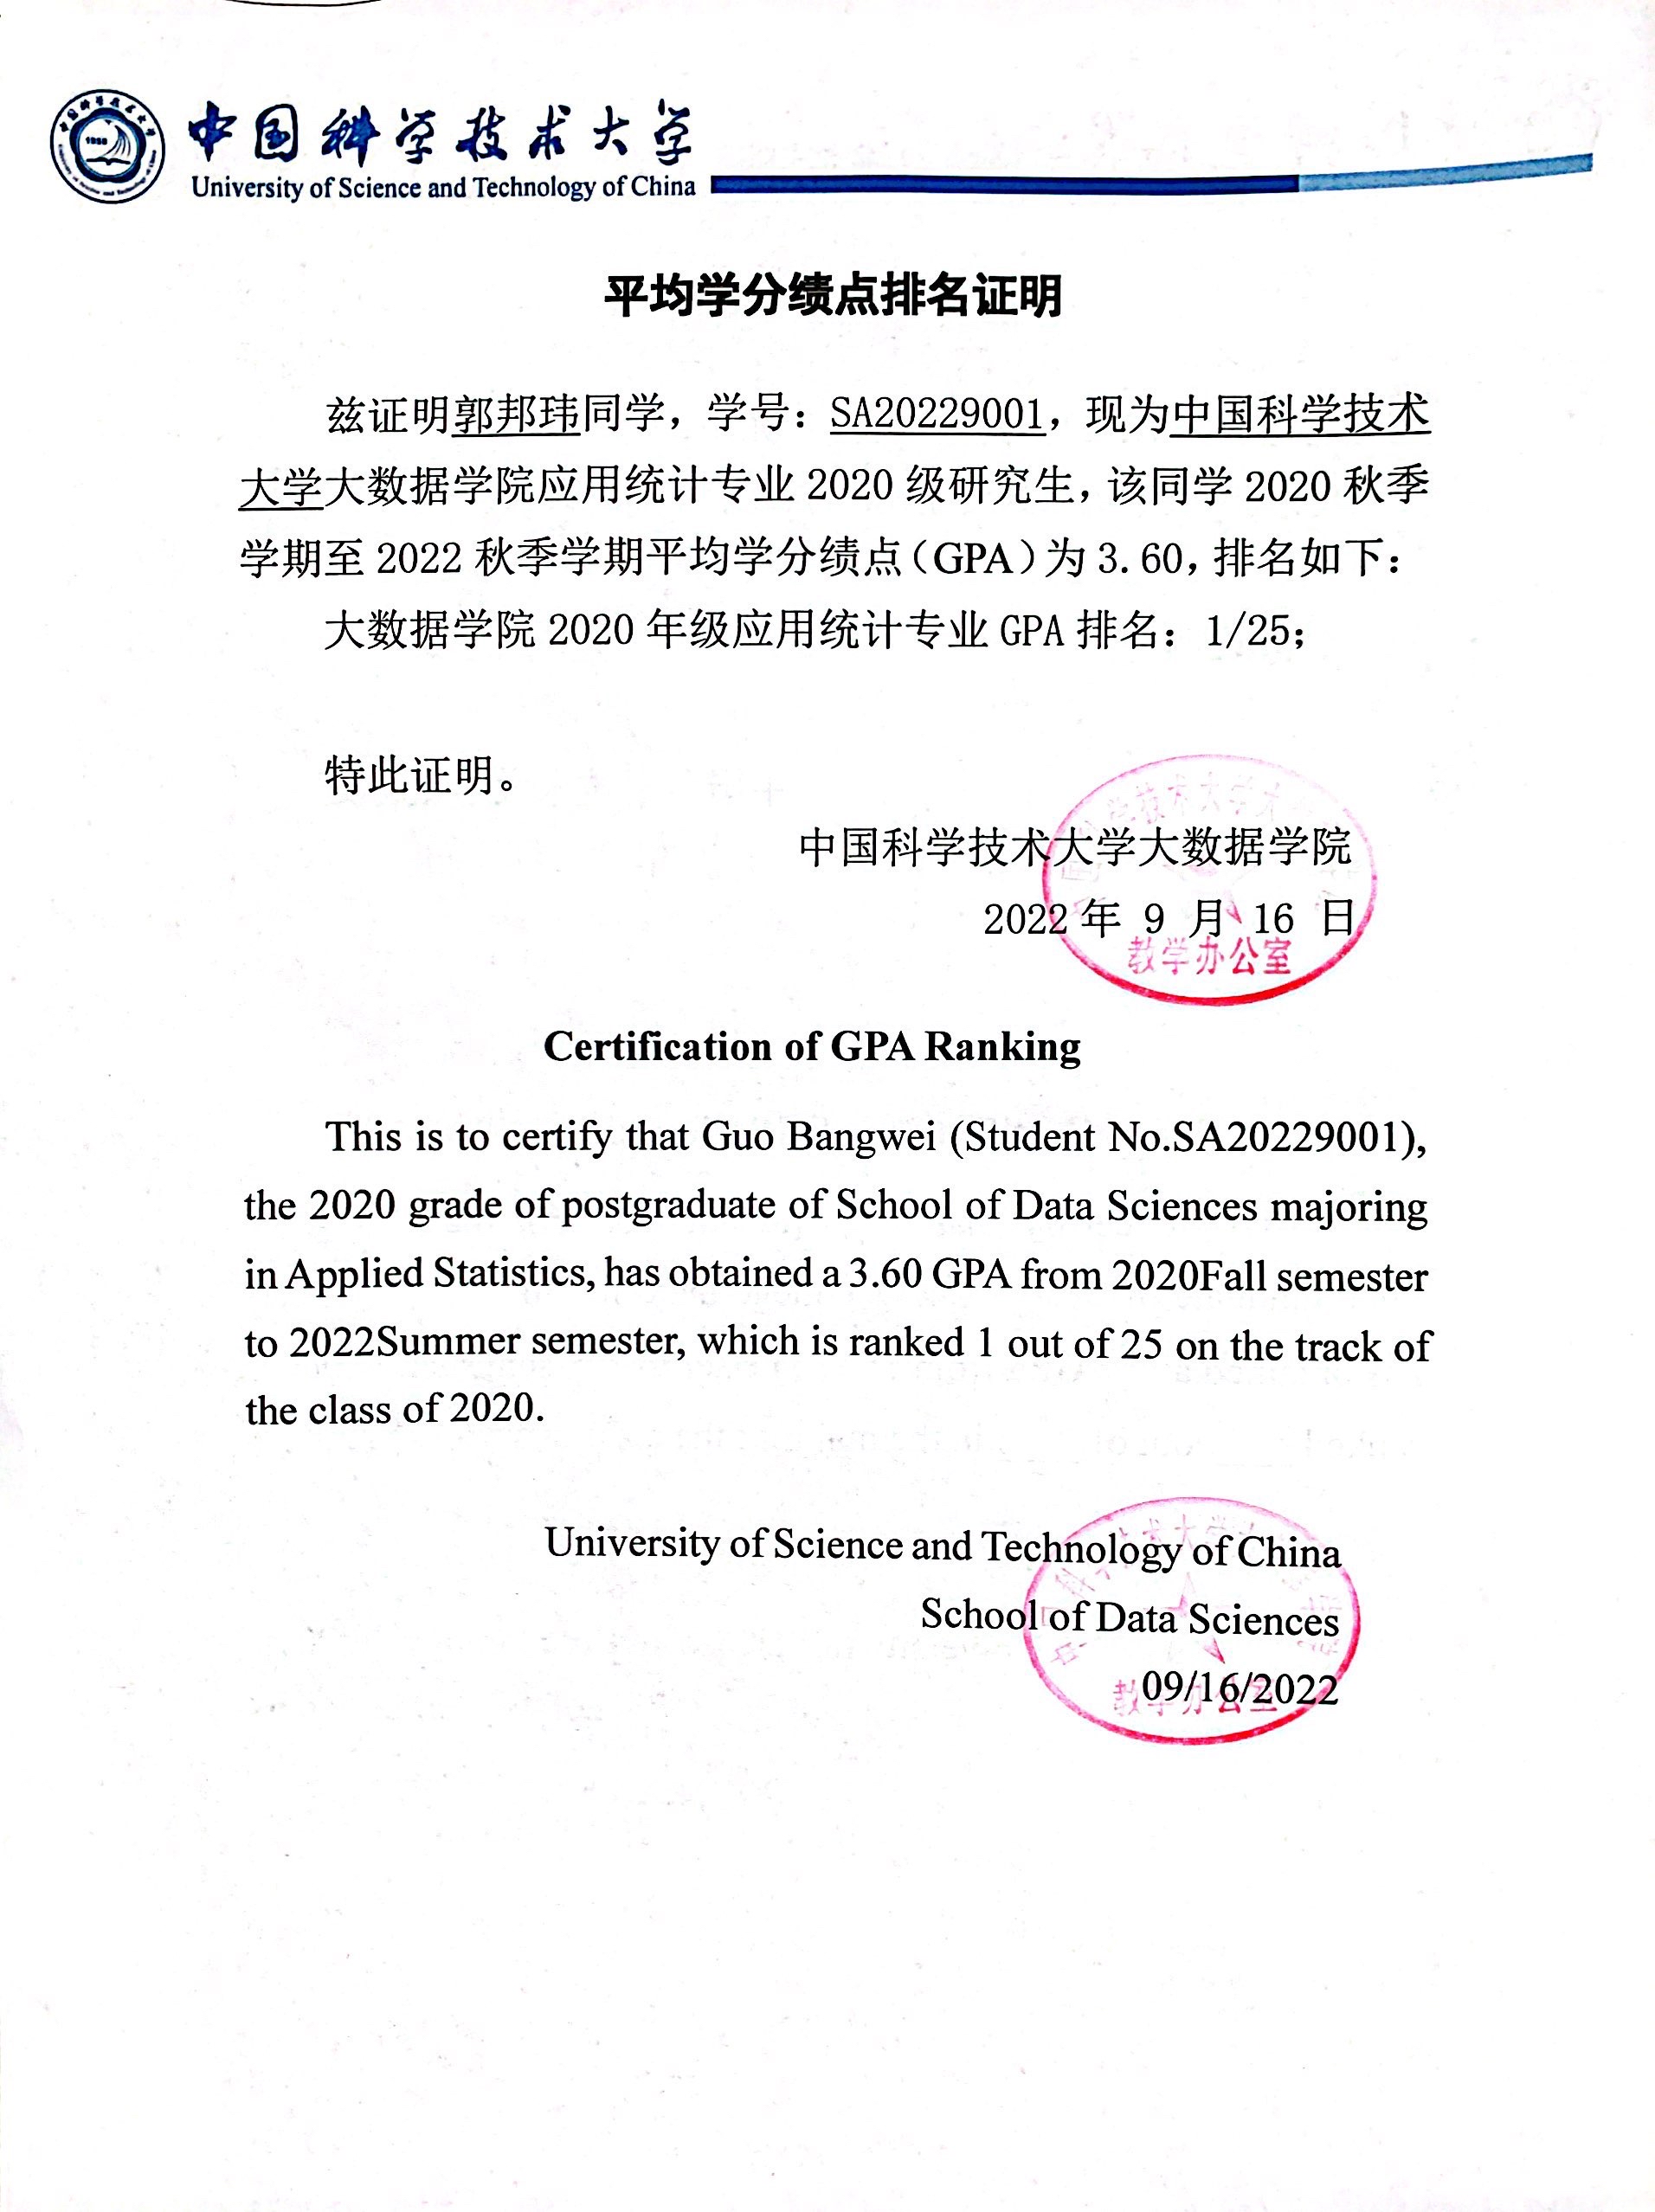 中国科学技术大学
University of Science and Technology of China
平均学分绩点排名证明
兹证明郭邦玮同学，学号：SA20229001，现为中国科学技术
大学大数据学院应用统计专业 2020 级研究生，该同学 2020 秋季
学期至 2022 秋季学期平均学分绩点（GPA）为 3.60，排名如下：
大数据学院 2020 年级应用统计专业 GPA 排名：1/25；
特此证明。
中国科学技术大学大数据学院
2022 年 9 月 16 日
教学办公室
Certification of GPA Ranking
This is to certify that Guo Bangwei (Student No.SA20229001),
the 2020 grade of postgraduate of School of Data Sciences majoring
in Applied Statistics, has obtained a 3.60 GPA from 2020Fall semester
to 2022Summer semester, which is ranked 1 out of 25 on the track of
the class of 2020.
University of Science and Technology of China
School of Data Sciences
09/16/2022
教学办公室